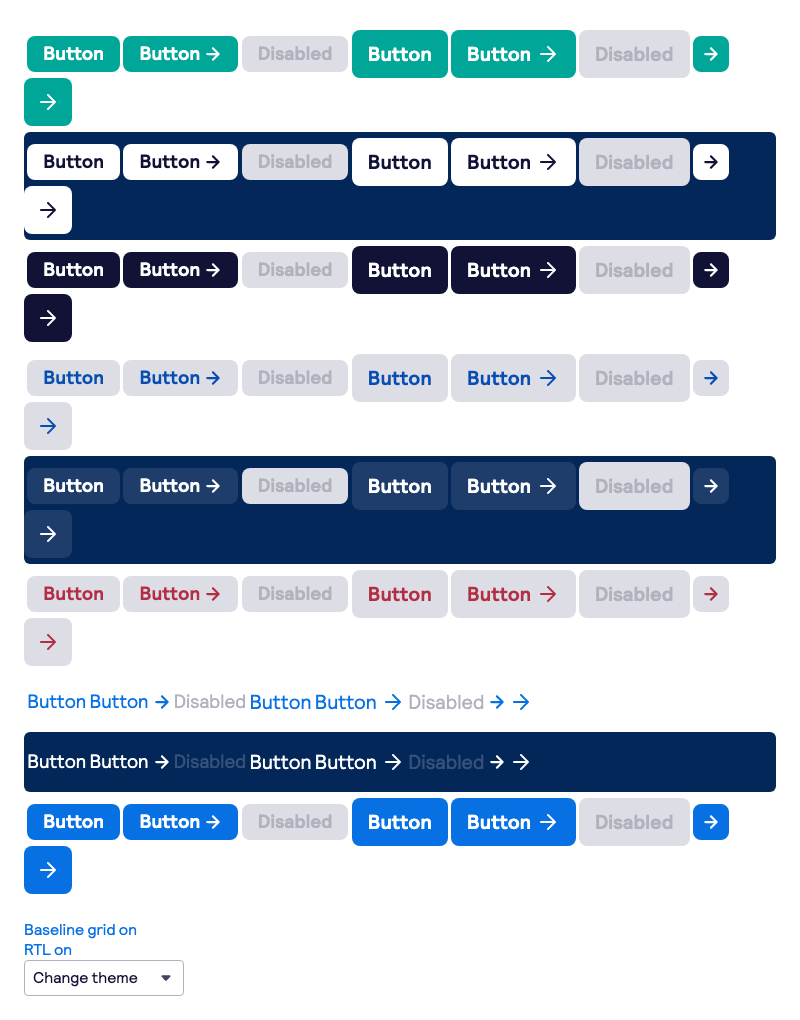 Button Button → Disabled Button Button → Disabled →
→
Button Button → Disabled Button Button → Disabled →
→
Button Button → Disabled Button Button → Disabled →
→
Button Button → Disabled Button Button → Disabled →
→
Button Button → Disabled Button Button → Disabled →
→
Button Button → Disabled Button Button → Disabled →
→
Button Button → Disabled Button Button → Disabled → →
Button Button → Disabled Button Button → Disabled → →
Button Button → Disabled Button Button → Disabled →
→
Baseline grid on
RTL on
Change theme